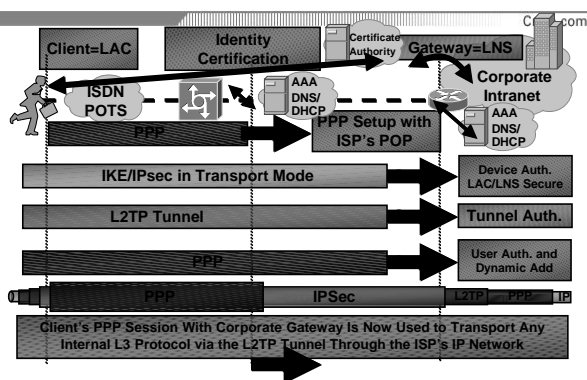 C com
Client=LAC
Identity
Certification
Certificate
Authority
Gateway=LNS
Corporate
Intranet
ISDN
POTS
AAA
DNS/
DHCP
AAA
DNS/
DHCP
PPP
PPP Setup with
ISP's POP
IKE/IPsec in Transport Mode
Device Auth.
LAC/LNS Secure
L2TP Tunnel
Tunnel Auth.
PPP
User Auth. and
Dynamic Add
PPP
IPSec
L2TP
PPP
IP
Client's PPP Session With Corporate Gateway Is Now Used to Transport Any
Internal L3 Protocol via the L2TP Tunnel Through the ISP's IP Network